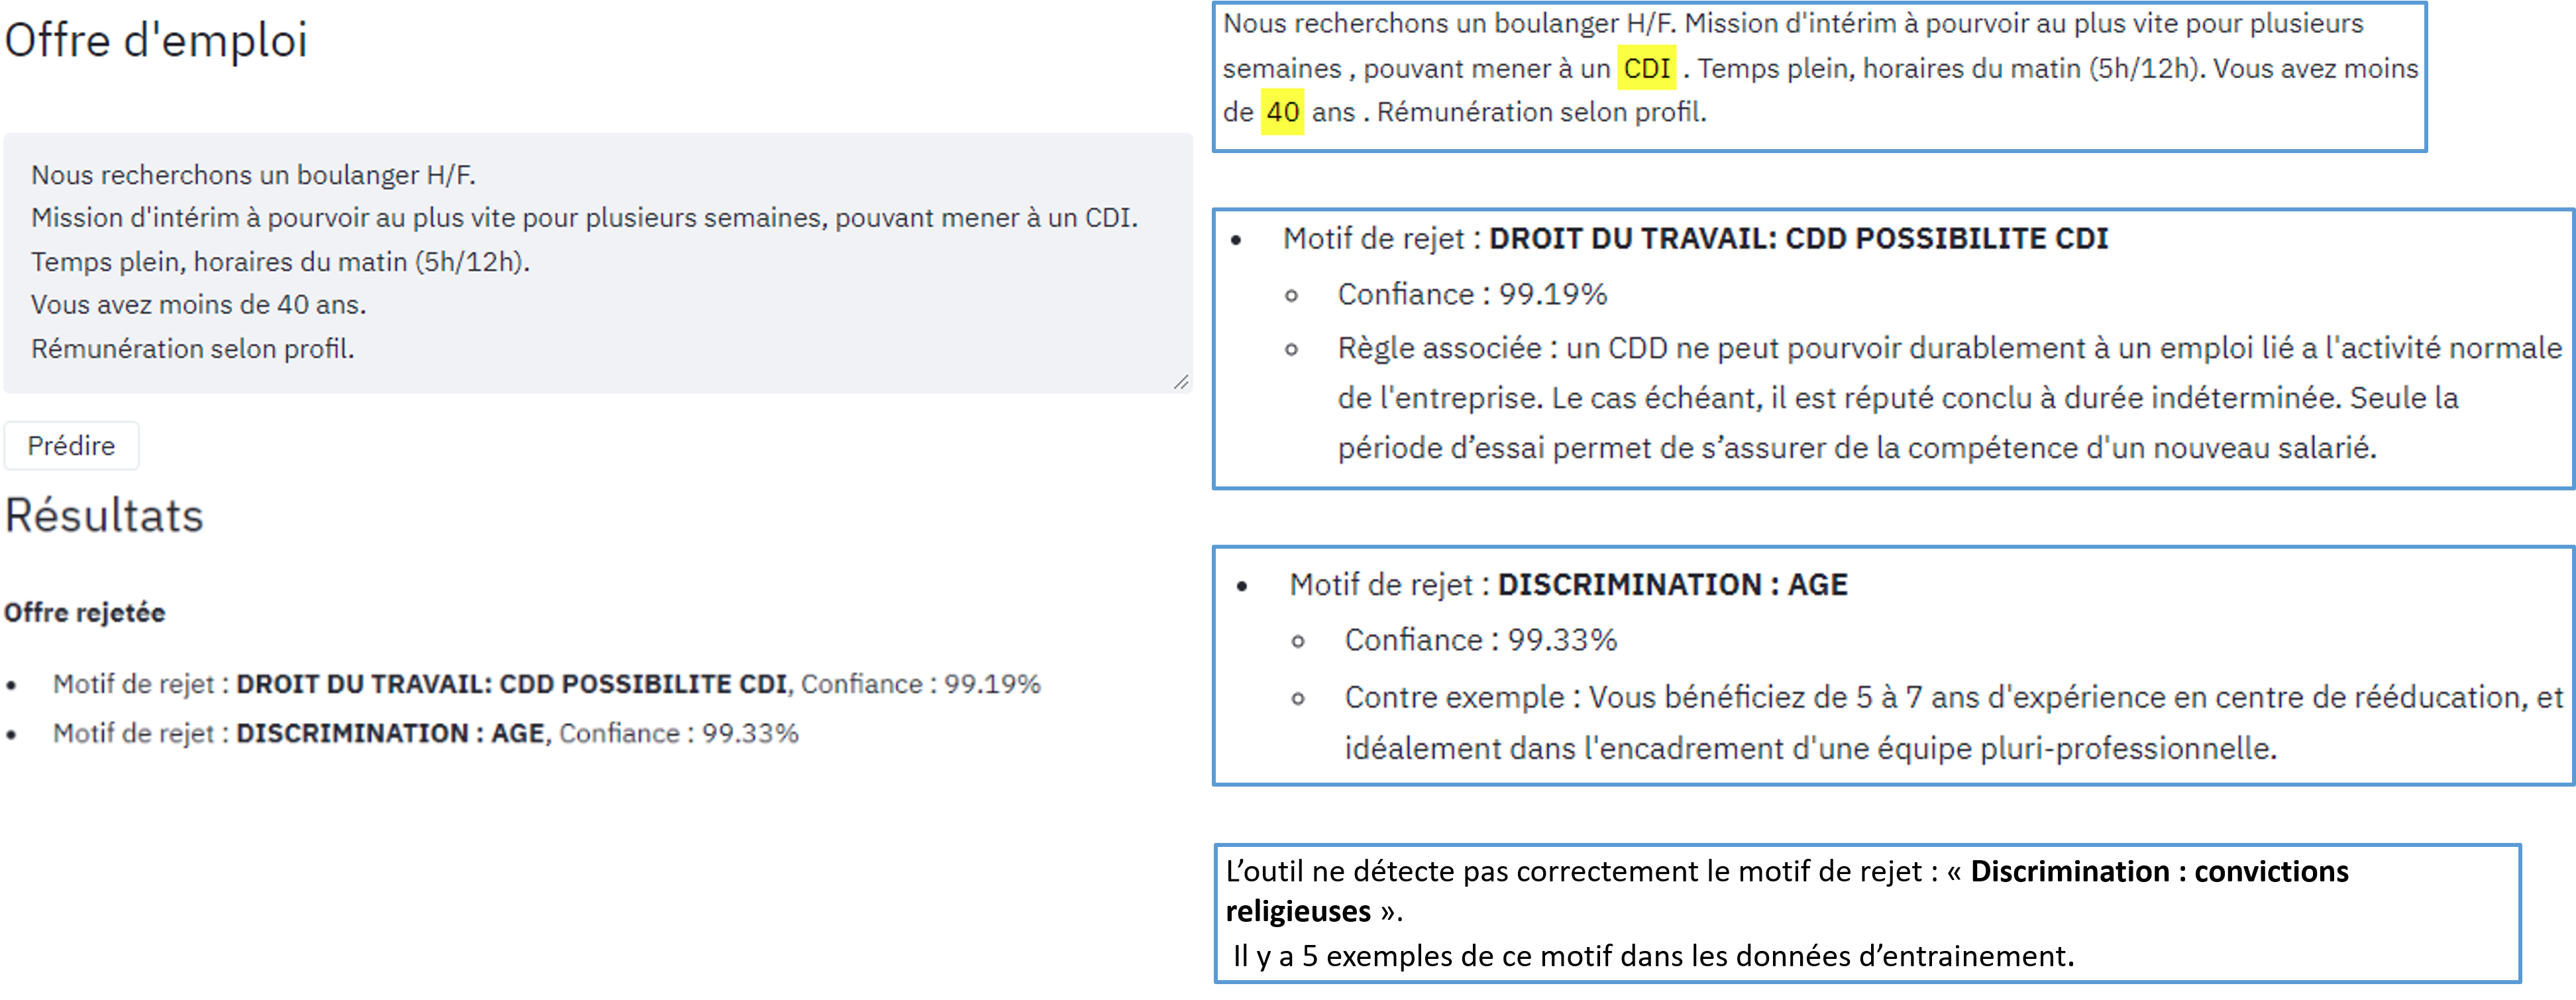 Offre d'emploi
Nous recherchons un boulanger H/F.
Mission d'intérim à pourvoir au plus vite pour plusieurs semaines, pouvant mener à un CDI.
Temps plein, horaires du matin (5h/12h).
Vous avez moins de 40 ans.
Rémunération selon profil.
Prédire
Résultats
Offre rejetée
• Motif de rejet : DROIT DU TRAVAIL: CDD POSSIBILITE CDI, Confiance : 99.19%
• Motif de rejet : DISCRIMINATION : AGE, Confiance : 99.33%
Nous recherchons un boulanger H/F. Mission d'intérim à pourvoir au plus vite pour plusieurs
semaines , pouvant mener à un CDI . Temps plein, horaires du matin (5h/12h). Vous avez moins
de 40 ans . Rémunération selon profil.
• Motif de rejet : DROIT DU TRAVAIL: CDD POSSIBILITE CDI
○ Confiance : 99.19%
○ Règle associée : un CDD ne peut pourvoir durablement à un emploi lié a l'activité normale
de l'entreprise. Le cas échéant, il est réputé conclu à durée indéterminée. Seule la
période d’essai permet de s’assurer de la compétence d'un nouveau salarié.
• Motif de rejet : DISCRIMINATION : AGE
○ Confiance : 99.33%
○ Contre exemple : Vous bénéficiez de 5 à 7 ans d'expérience en centre de rééducation, et
idéalement dans l'encadrement d'une équipe pluri-professionnelle.
L’outil ne détecte pas correctement le motif de rejet : « Discrimination : convictions
religieuses ».
Il y a 5 exemples de ce motif dans les données d’entrainement.